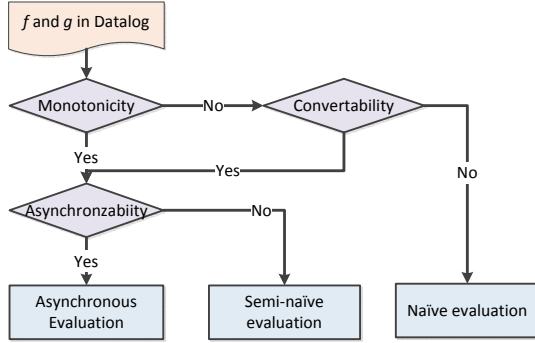 f and g in Datalog
Monotonicity
No
Convertability
Yes
Yes
No
Asynchronzabiity
No
Yes
Asynchronous
Evaluation
Semi-naïve
evaluation
Naïve evaluation